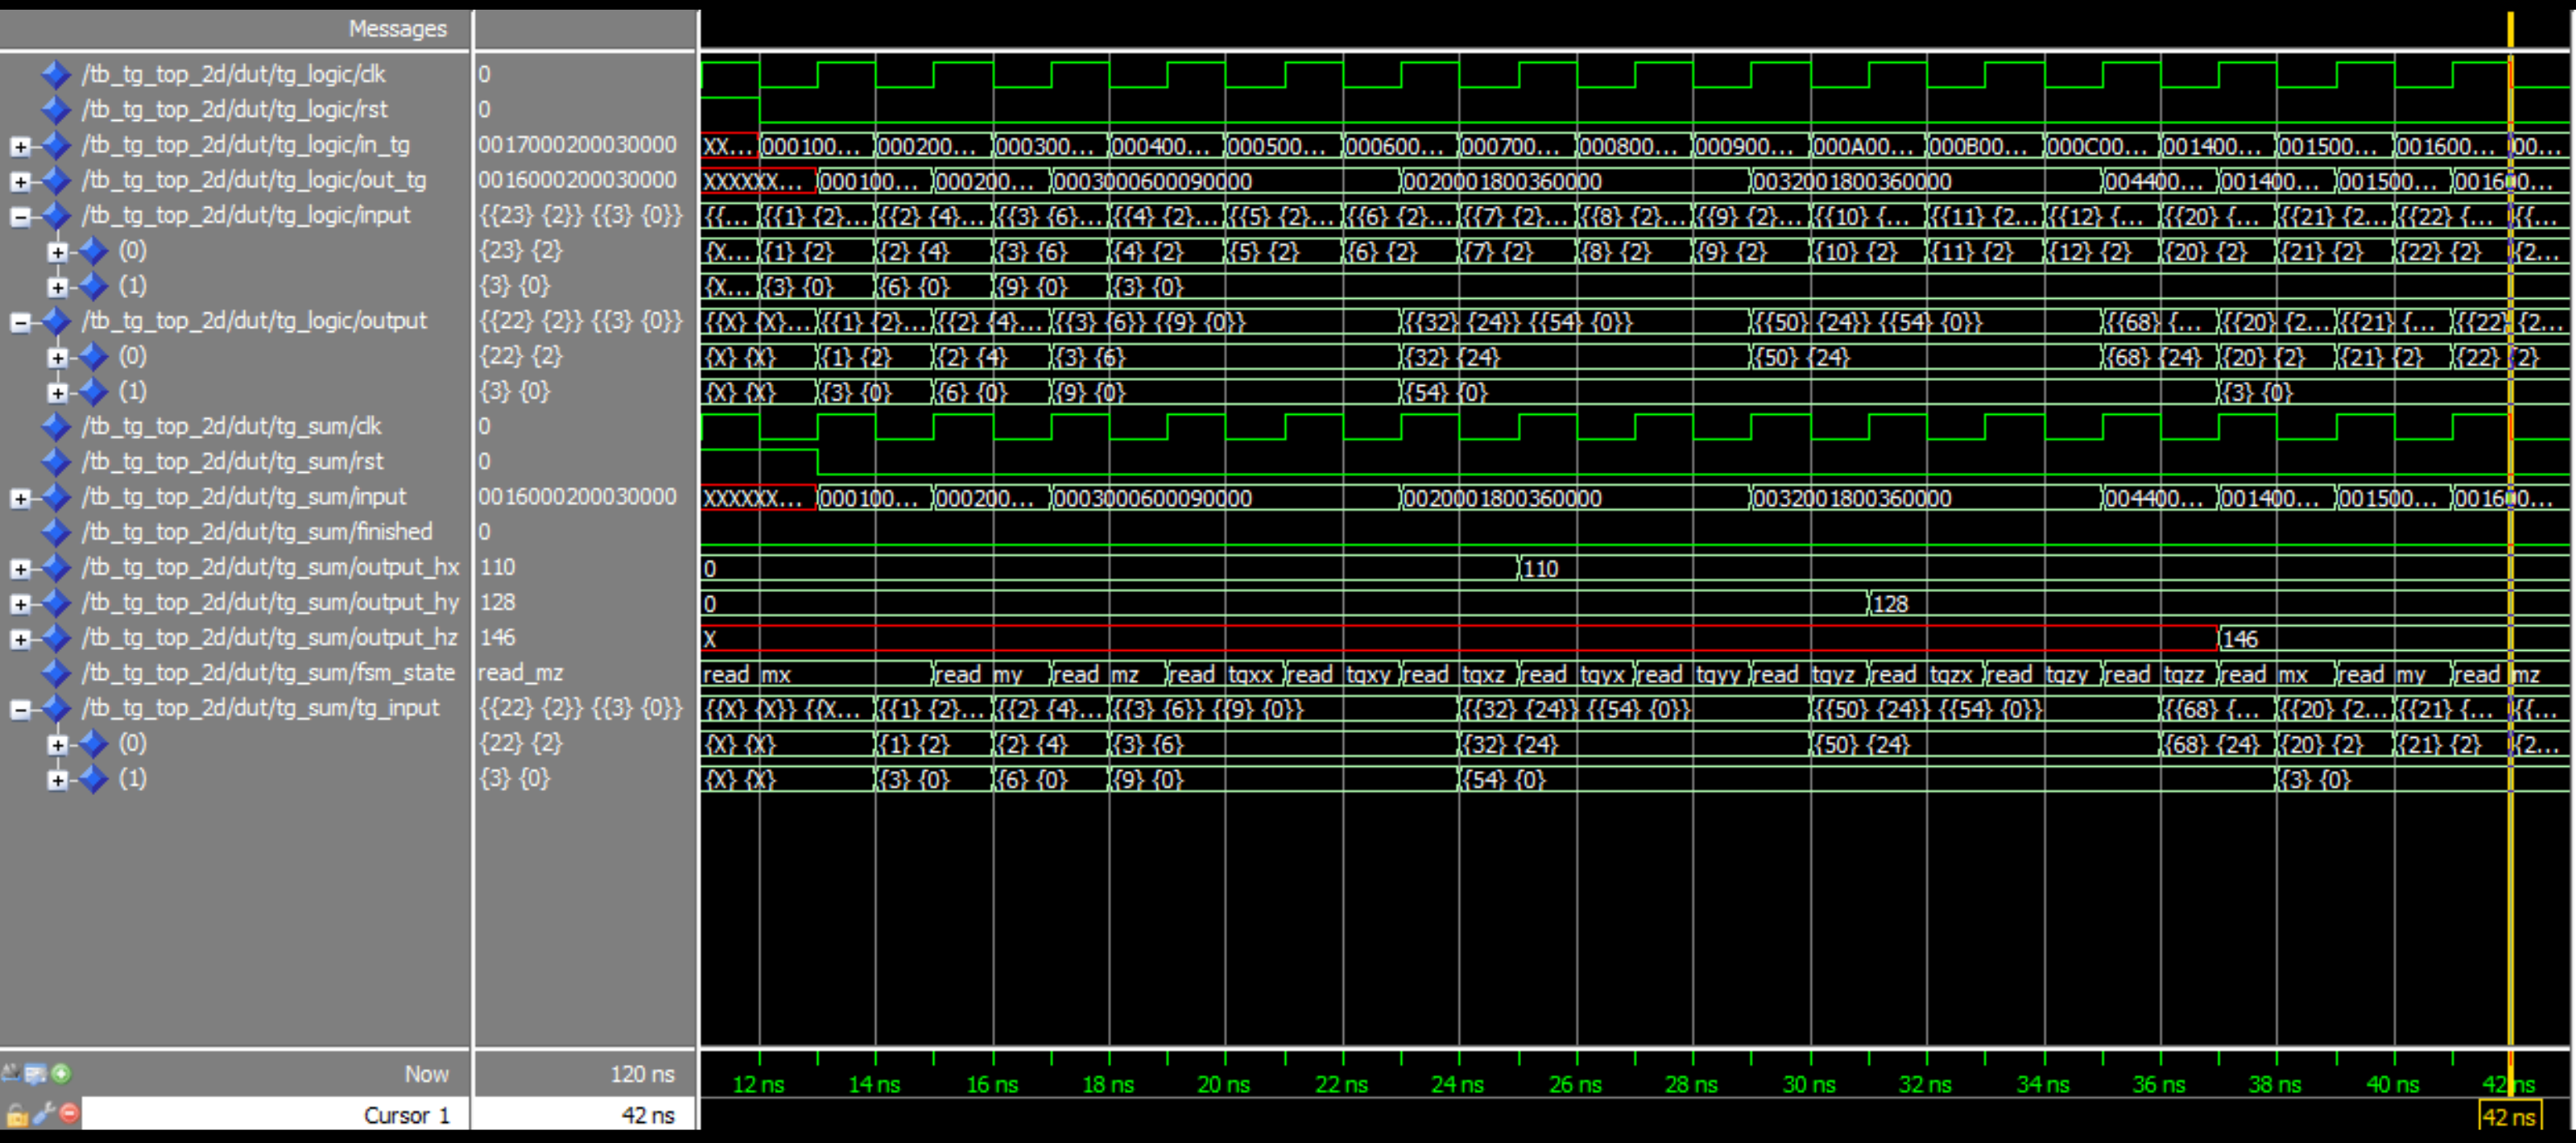 Messages
/tb_tg_top_2d/dut/tg_logic/clk 0
/tb_tg_top_2d/dut/tg_logic/rst 0
/tb_tg_top_2d/dut/tg_logic/in_tg 0017000200030000 XX... 000100... 000200... 000300... 000400... 000500... 000600... 000700... 000800... 000900... 000A00... 000B00... 000C00... 001400... 001500... 001600... 00...
/tb_tg_top_2d/dut/tg_logic/out_tg 0016000200030000 XXXXXX... 000100... 000200... 0003000600090000 0020001800360000 0032001800360000 004400... 001400... 001500... 001600...
/tb_tg_top_2d/dut/tg_logic/input {{23} {2}} {{3} {0}} {{... {{1} {2}... {{2} {4}... {{3} {6}... {{4} {2}... {{5} {2}... {{6} {2}... {{7} {2}... {{8} {2}... {{9} {2}... {{10} {... {{11} {2... {{12} {... {{20} {... {{21} {2... {{22} {... {{...
(0) {23} {2} {X... {1} {2} {2} {4} {3} {6} {4} {2} {5} {2} {6} {2} {7} {2} {8} {2} {9} {2} {10} {2} {11} {2} {12} {2} {20} {2} {21} {2} {22} {2} {2...
(1) {3} {0} {X... {3} {0} {6} {0} {9} {0} {3} {0}
/tb_tg_top_2d/dut/tg_logic/output {{22} {2}} {{3} {0}} {{X} {X}... {{1} {2}... {{2} {4}... {{3} {6}} {{9} {0}} {{32} {24}} {{54} {0}} {{50} {24}} {{54} {0}} {{68} {... {{20} {2... {{21} {... {{22} {2...
(0) {22} {2} {X} {X} {1} {2} {2} {4} {3} {6} {32} {24} {50} {24} {68} {24} {20} {2} {21} {2} {22} {2}
(1) {3} {0} {X} {X} {3} {0} {6} {0} {9} {0} {54} {0} {3} {0}
/tb_tg_top_2d/dut/tg_sum/clk 0
/tb_tg_top_2d/dut/tg_sum/rst 0
/tb_tg_top_2d/dut/tg_sum/input 0016000200030000 XXXXXX... 000100... 000200... 0003000600090000 0020001800360000 0032001800360000 004400... 001400... 001500... 001600...
/tb_tg_top_2d/dut/tg_sum/finished 0
/tb_tg_top_2d/dut/tg_sum/output_hx 110 0 110
/tb_tg_top_2d/dut/tg_sum/output_hy 128 0 128
/tb_tg_top_2d/dut/tg_sum/output_hz 146 X 146
/tb_tg_top_2d/dut/tg_sum/fsm_state read_mz read_mx read_my read_mz read_tgxx read_tgxy read_tgxz read_tgyx read_tgyy read_tgyz read_tgzx read_tgzy read_tgzz read_mx read_my read_mz
/tb_tg_top_2d/dut/tg_sum/tg_input {{22} {2}} {{3} {0}} {{X} {X}} {{X... {{1} {2}... {{2} {4}... {{3} {6}} {{9} {0}} {{32} {24}} {{54} {0}} {{50} {24}} {{54} {0}} {{68} {... {{20} {2... {{21} {... {{...
(0) {22} {2} {X} {X} {1} {2} {2} {4} {3} {6} {32} {24} {50} {24} {68} {24} {20} {2} {21} {2} {2...
(1) {3} {0} {X} {X} {3} {0} {6} {0} {9} {0} {54} {0} {3} {0}
Now 120 ns 12 ns 14 ns 16 ns 18 ns 20 ns 22 ns 24 ns 26 ns 28 ns 30 ns 32 ns 34 ns 36 ns 38 ns 40 ns 42 ns
Cursor 1 42 ns 42 ns